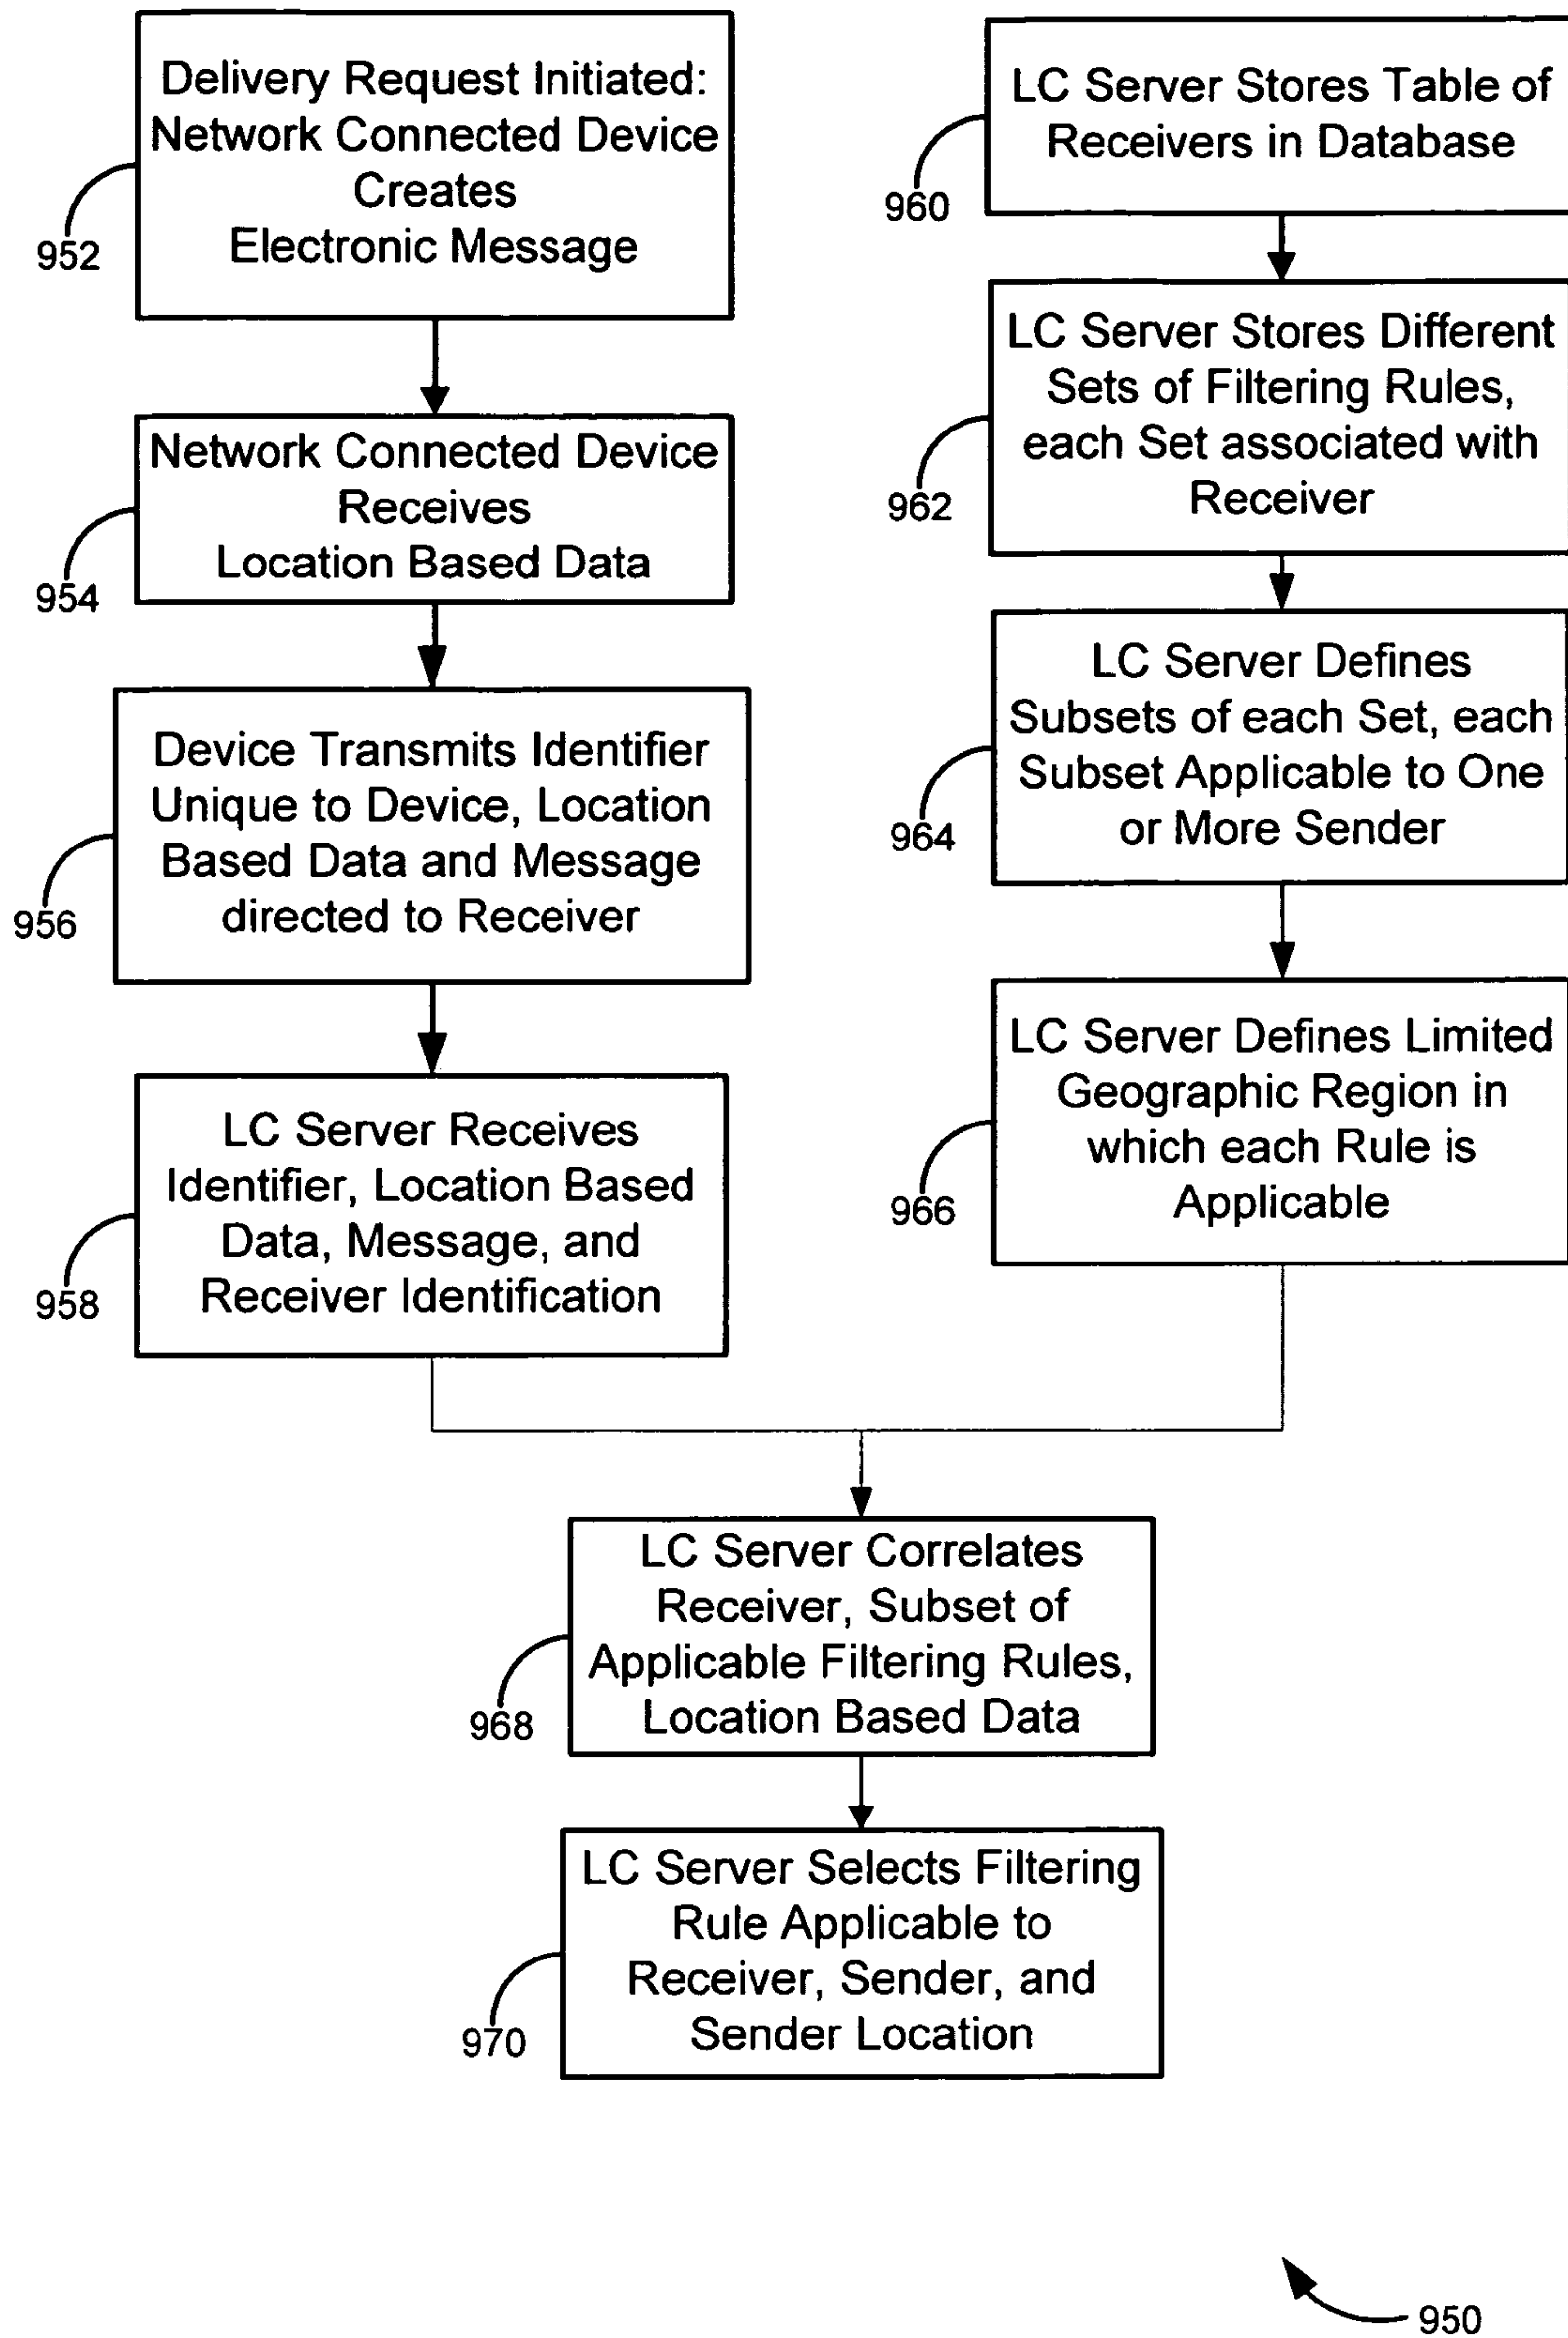 Delivery Request Initiated:
Network Connected Device
Creates
Electronic Message
952
Network Connected Device
Receives
Location Based Data
954
Device Transmits Identifier
Unique to Device, Location
Based Data and Message
directed to Receiver
956
LC Server Receives
Identifier, Location Based
Data, Message, and
Receiver Identification
958
LC Server Stores Table of
Receivers in Database
960
LC Server Stores Different
Sets of Filtering Rules,
each Set associated with
Receiver
962
LC Server Defines
Subsets of each Set, each
Subset Applicable to One
or More Sender
964
LC Server Defines Limited
Geographic Region in
which each Rule is
Applicable
966
LC Server Correlates
Receiver, Subset of
Applicable Filtering Rules,
Location Based Data
968
LC Server Selects Filtering
Rule Applicable to
Receiver, Sender, and
Sender Location
970
950